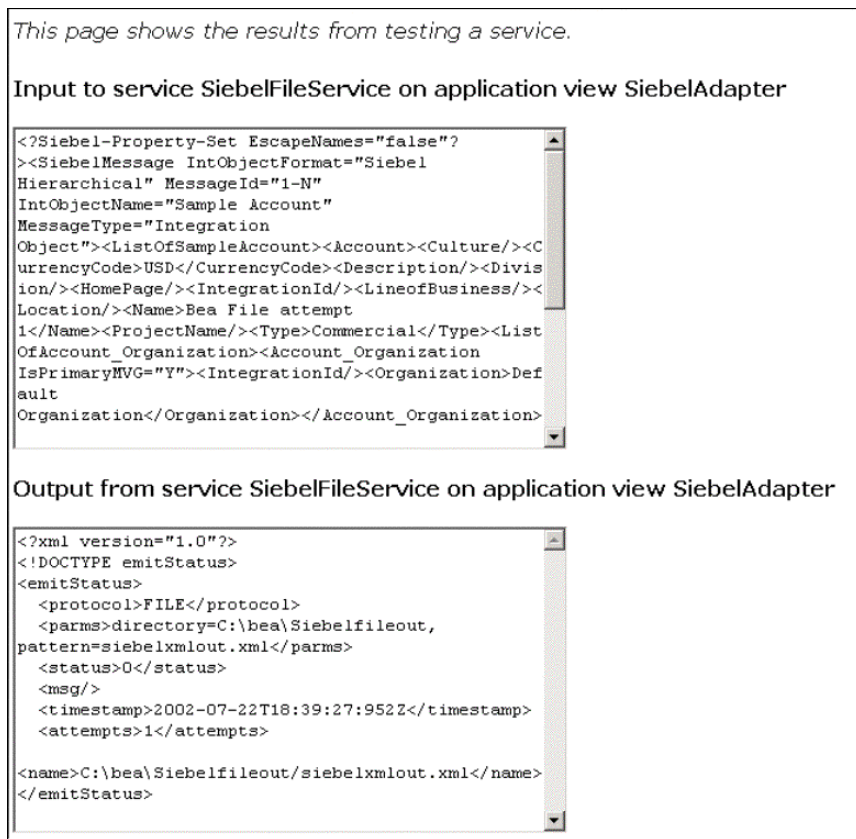 This page shows the results from testing a service.
Input to service SiebelFileService on application view SiebelAdapter
<?Siebel-Property-Set EscapeNames="false"?
><SiebelMessage IntObjectFormat="Siebel
Hierarchical" MessageId="1-N"
IntObjectName="Sample Account"
MessageType="Integration
Object"><ListOfSampleAccount><Account><Culture/><C
urrencyCode>USD</CurrencyCode><Description/><Divis
ion/><HomePage/><IntegrationId/><LineofBusiness/><
Location/><Name>Bea File attempt
1</Name><ProjectName/><Type>Commercial</Type><List
OfAccount_Organization><Account_Organization
IsPrimaryMVG="Y"><IntegrationId/><Organization>Def
ault
Organization</Organization></Account_Organization>
Output from service SiebelFileService on application view SiebelAdapter
<?xml version="1.0"?>
<!DOCTYPE emitStatus>
<emitStatus>
<protocol>FILE</protocol>
<parms>directory=C:\bea\Siebelfileout,
pattern=siebelxmlout.xml</parms>
<status>0</status>
<msg/>
<timestamp>2002-07-22T18:39:27:952Z</timestamp>
<attempts>1</attempts>
<name>C:\bea\Siebelfileout/siebelxmlout.xml</name>
</emitStatus>